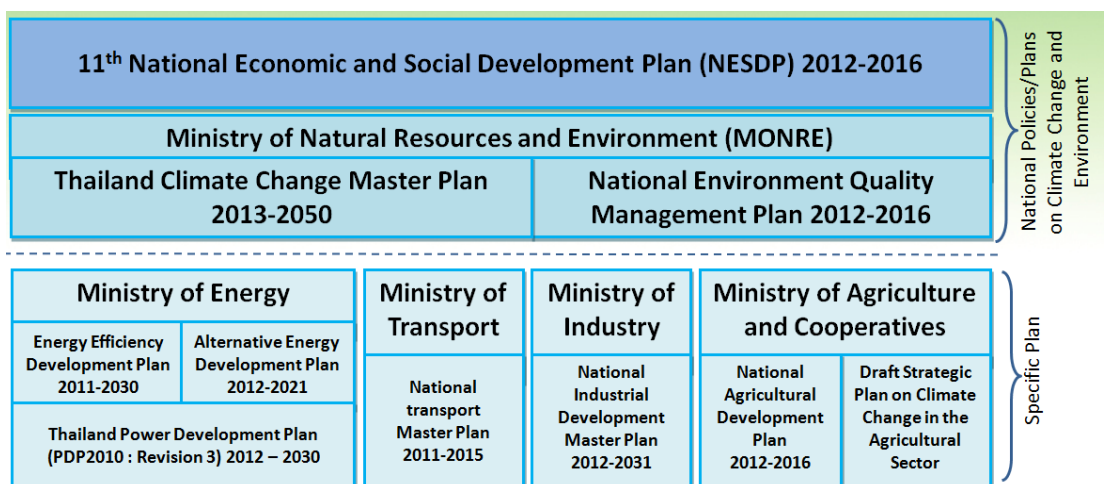 11th National Economic and Social Development Plan (NESDP) 2012-2016
Ministry of Natural Resources and Environment (MONRE)
Thailand Climate Change Master Plan
2013-2050
National Environment Quality
Management Plan 2012-2016
National Policies/Plans
on Climate Change and
Environment
Ministry of Energy
Energy Efficiency
Development Plan
2011-2030
Alternative Energy
Development Plan
2012-2021
Thailand Power Development Plan
(PDP2010 : Revision 3) 2012 – 2030
Ministry of
Transport
National
transport
Master Plan
2011-2015
Ministry of
Industry
National
Industrial
Development
Master Plan
2012-2031
Ministry of Agriculture
and Cooperatives
National
Agricultural
Development
Plan
2012-2016
Draft Strategic
Plan on Climate
Change in the
Agricultural
Sector
Specific Plan